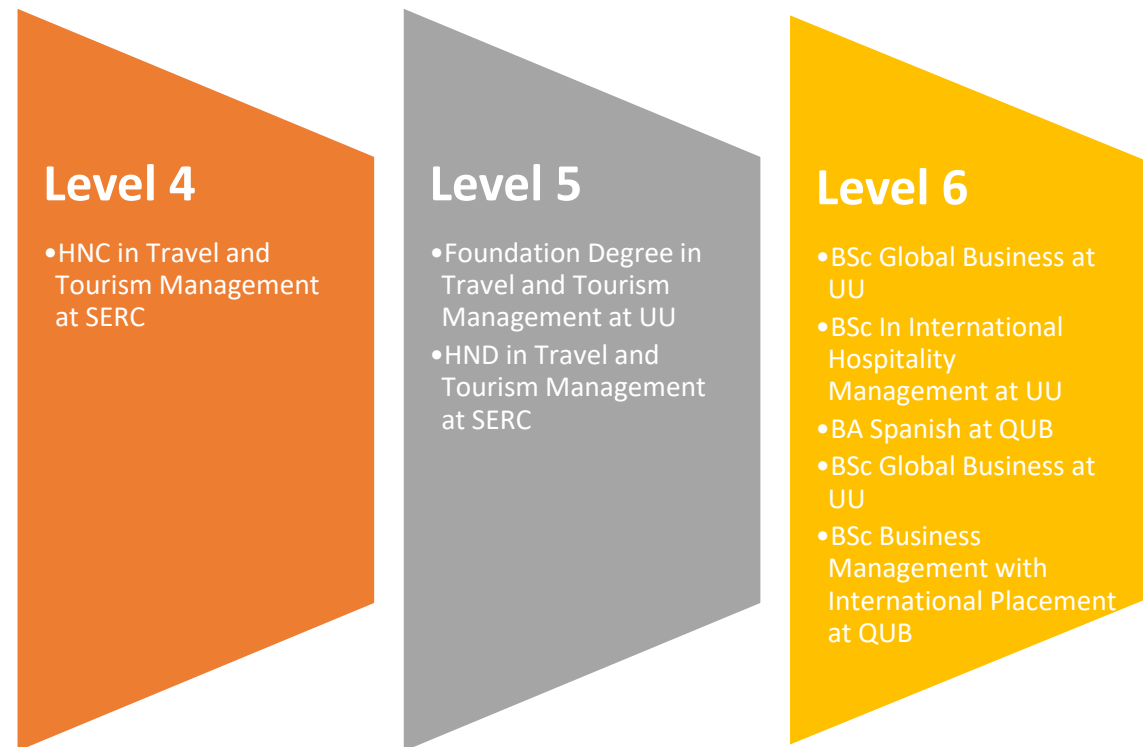 Level 4
•HNC in Travel and
Tourism Management
at SERC
Level 5
•Foundation Degree in
Travel and Tourism
Management at UU
•HND in Travel and
Tourism Management
at SERC
Level 6
•BSc Global Business at
UU
•BSc In International
Hospitality
Management at UU
•BA Spanish at QUB
•BSc Global Business at
UU
•BSc Business
Management with
International Placement
at QUB